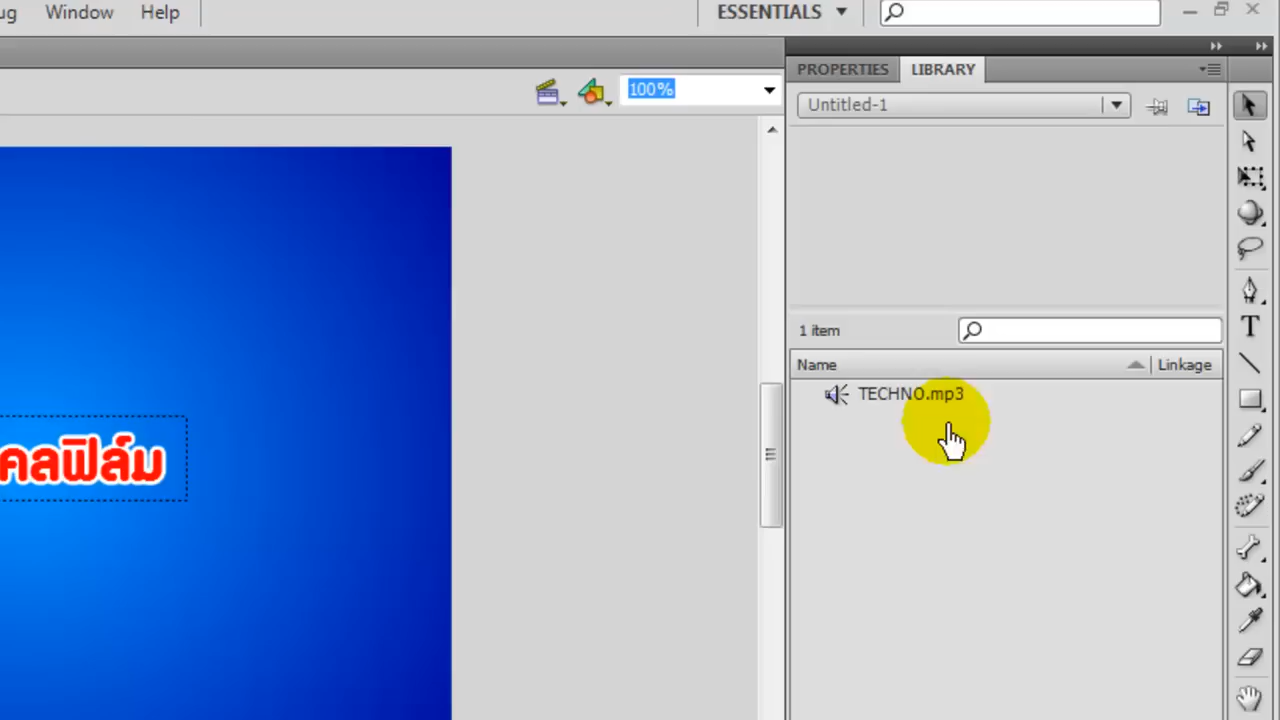 ug Window Help ESSENTIALS
PROPERTIES LIBRARY
100%
Untitled-1
1 item
Name Linkage
TECHNO.mp3
คลฟิล์ม
T